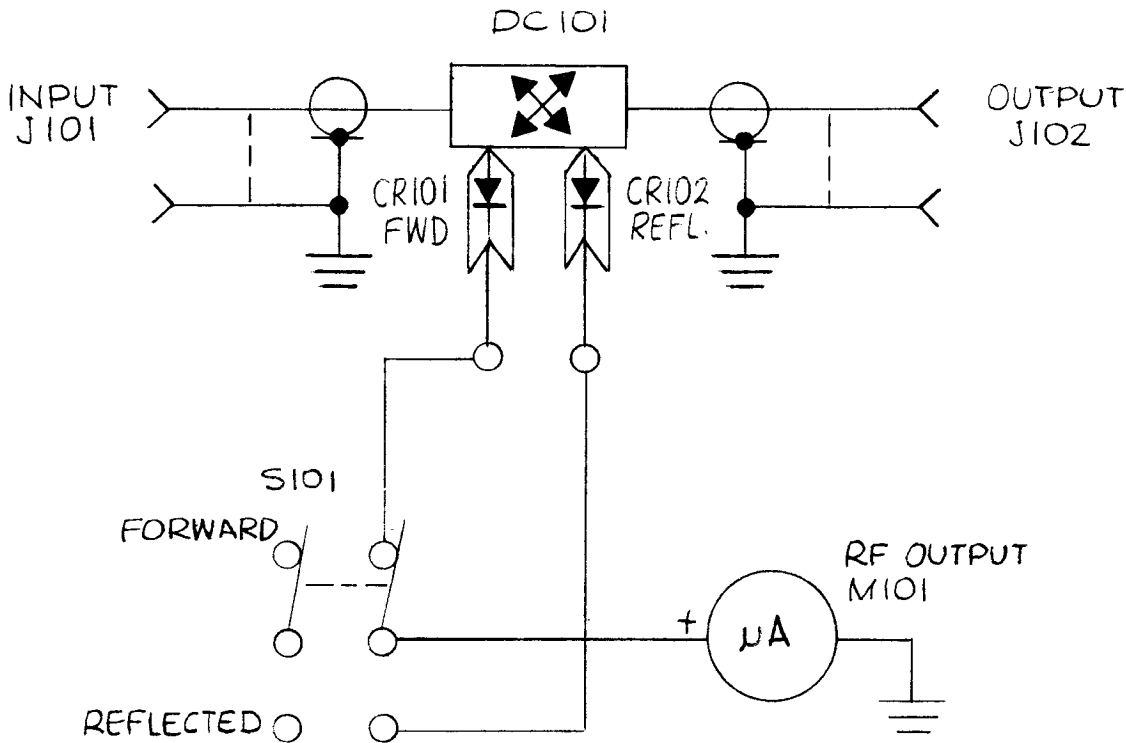 DC101
INPUT
J101
OUTPUT
J102
CR101
FWD
CR102
REFL.
S101
FORWARD
RF OUTPUT
M101
+
µA
REFLECTED